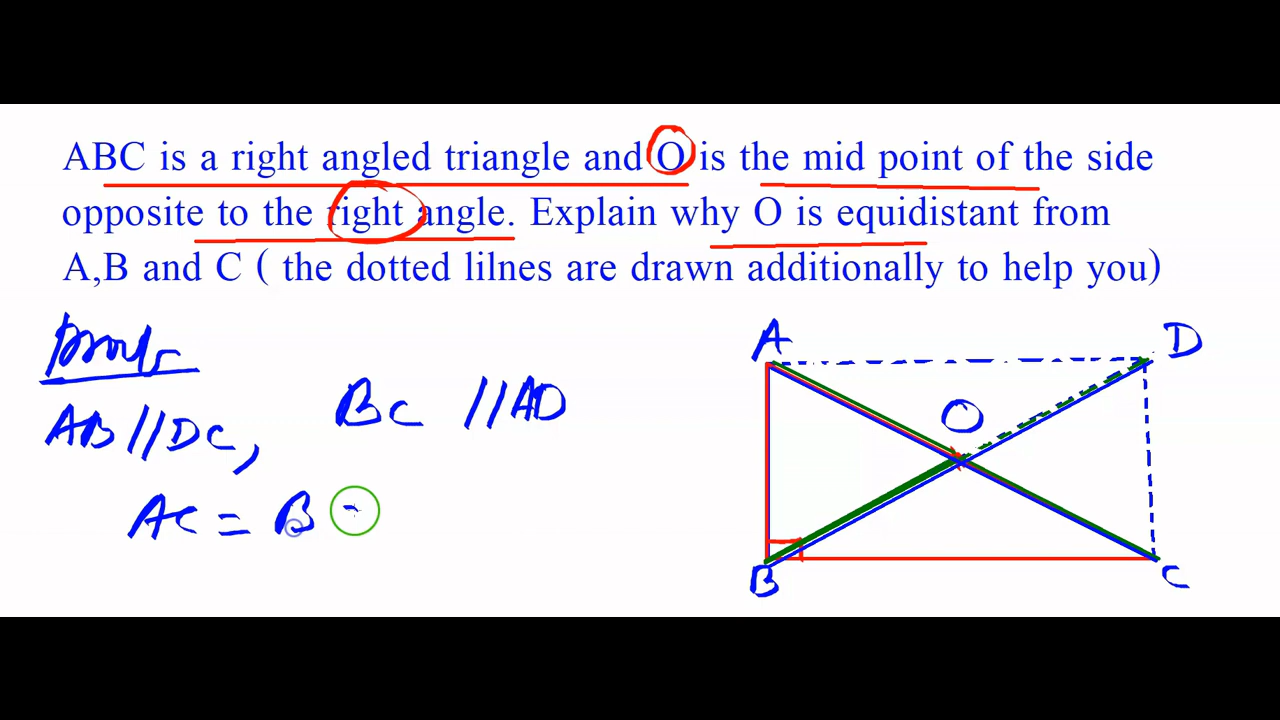 ABC is a right angled triangle and O is the mid point of the side
opposite to the right angle. Explain why O is equidistant from
A,B and C ( the dotted lilnes are drawn additionally to help you)
proof
AB // DC, BC // AD
AC = B
A
D
O
B
C